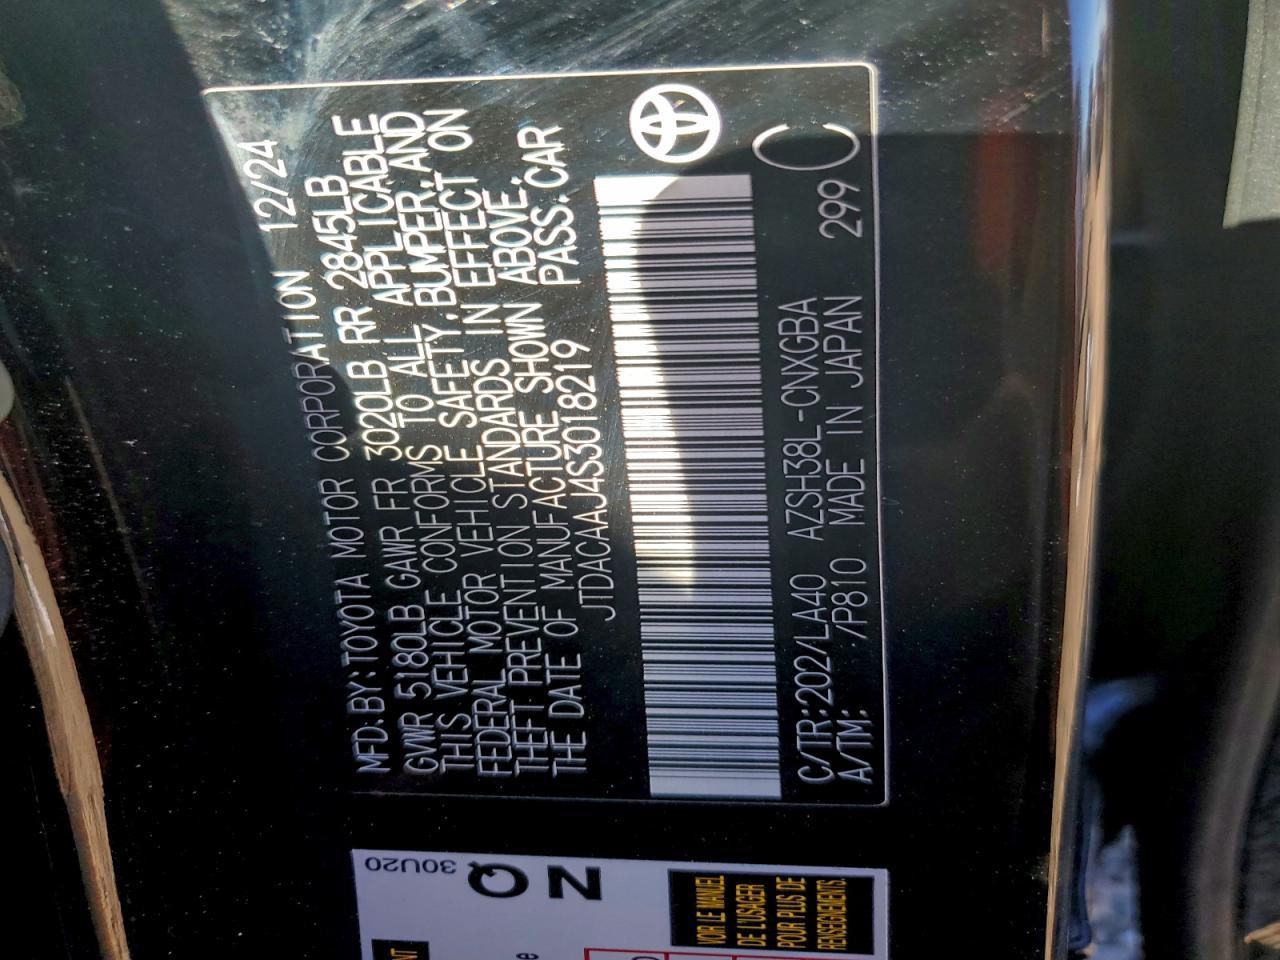 MFD. BY: TOYOTA MOTOR CORPORATION 12/24
GVWR 5180LB GAWR FR 3020LB RR 2845LB
THIS VEHICLE CONFORMS TO ALL APPLICABLE
FEDERAL MOTOR VEHICLE SAFETY, BUMPER, AND
THEFT PREVENTION STANDARDS IN EFFECT ON
THE DATE OF MANUFACTURE SHOWN ABOVE.
JTDACAAJ4S3018219 PASS. CAR
C/TR: 202/LA40 AZSH38L-CNXGBA
A/TM: /P810 MADE IN JAPAN 299 C
30U20
Q
Z
VOIR LE MANUEL
DE L'USAGER
POUR PLUS DE
RENSEIGNEMENTS.